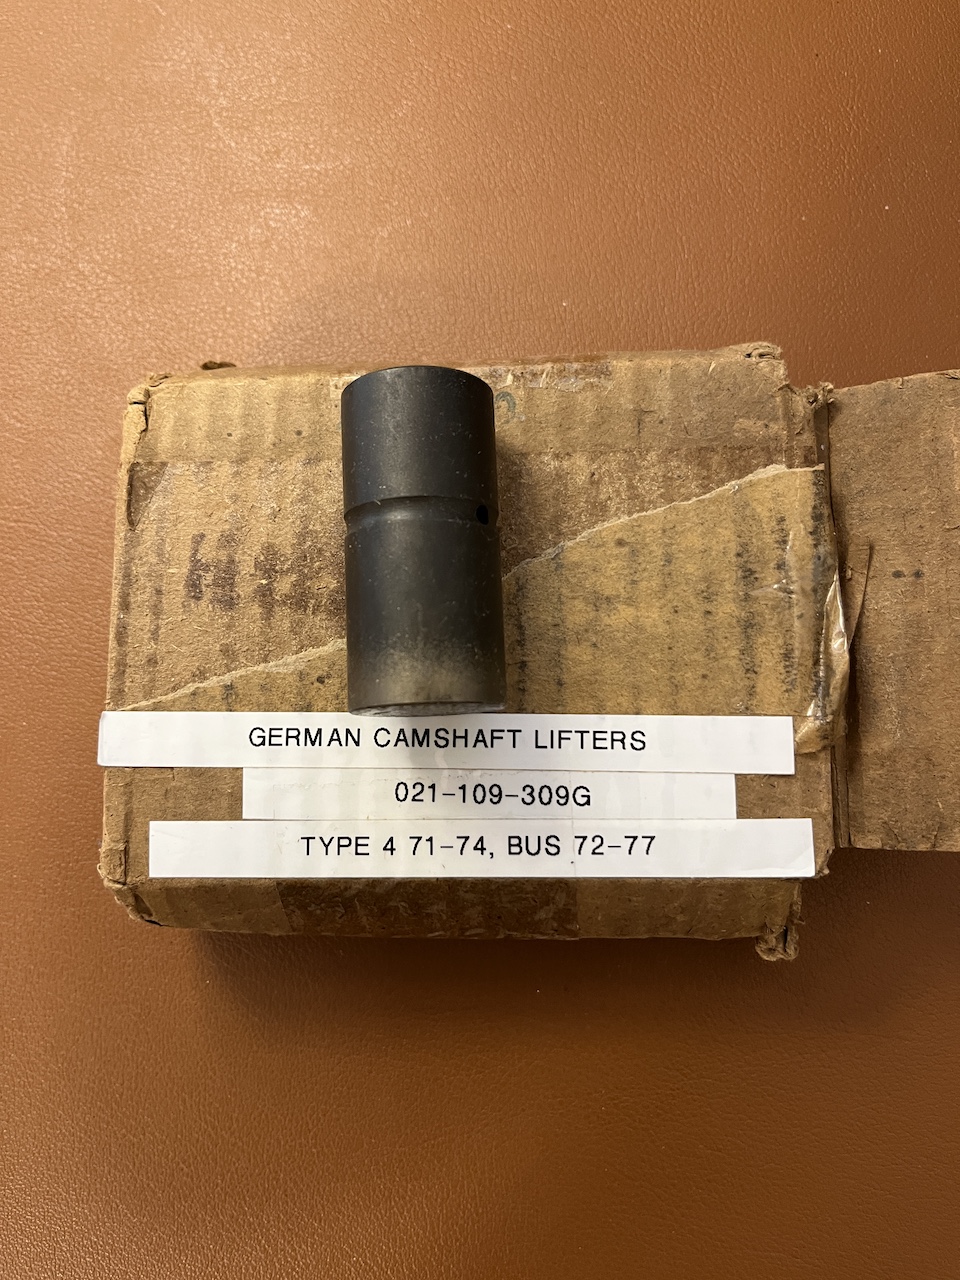 GERMAN CAMSHAFT LIFTERS
021-109-309G
TYPE 4 71-74, BUS 72-77